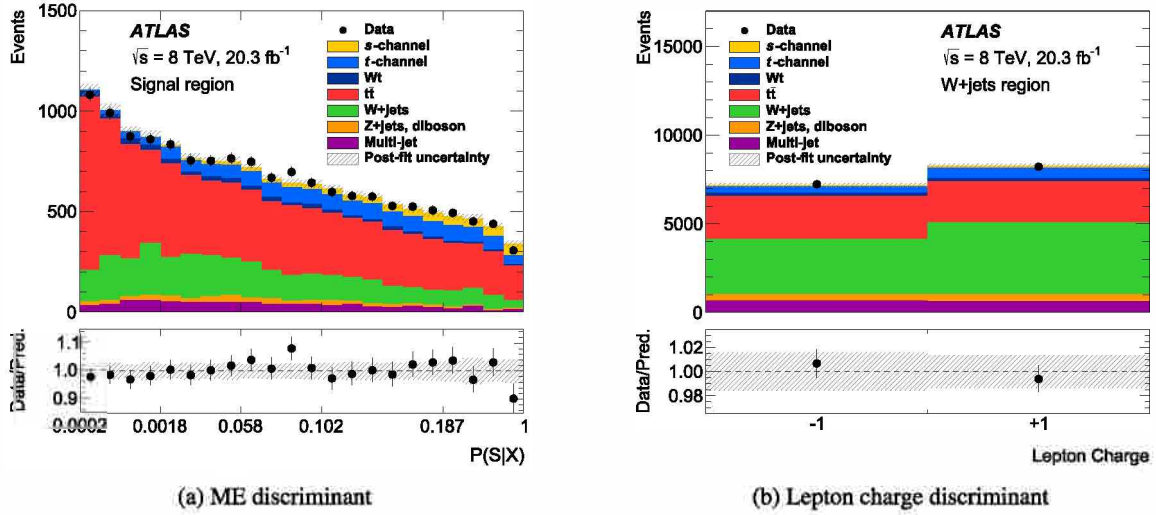 Events
1500
1000
500
0
ATLAS
√s = 8 TeV, 20.3 fb⁻¹
Signal region
Data
s-channel
t-channel
Wt
tt̄
W+jets
Z+jets, diboson
Multi-jet
Post-fit uncertainty
Data/Pred.
1.1
1.0
0.9
0.0002 0.0018 0.058 0.102 0.187 1
P(S|X)
(a) ME discriminant
Events
15000
10000
5000
0
Data
s-channel
t-channel
Wt
tt̄
W+jets
Z+jets, diboson
Multi-jet
Post-fit uncertainty
ATLAS
√s = 8 TeV, 20.3 fb⁻¹
W+jets region
Data/Pred.
1.02
1.00
0.98
-1 +1
Lepton Charge
(b) Lepton charge discriminant